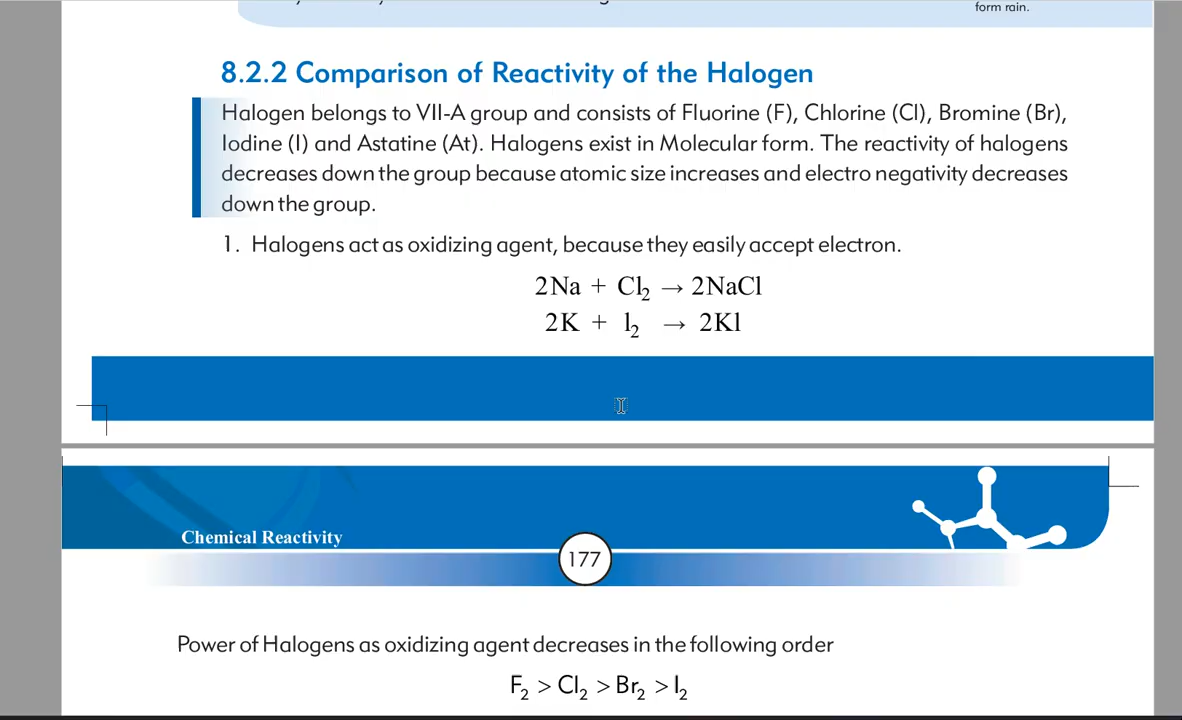 form rain.
8.2.2 Comparison of Reactivity of the Halogen
Halogen belongs to VII-A group and consists of Fluorine (F), Chlorine (Cl), Bromine (Br),
Iodine (I) and Astatine (At). Halogens exist in Molecular form. The reactivity of halogens
decreases down the group because atomic size increases and electro negativity decreases
down the group.
1. Halogens act as oxidizing agent, because they easily accept electron.
2Na + Cl₂ → 2NaCl
2K + l₂ → 2Kl
Chemical Reactivity
177
Power of Halogens as oxidizing agent decreases in the following order
F₂ > Cl₂ > Br₂ > I₂